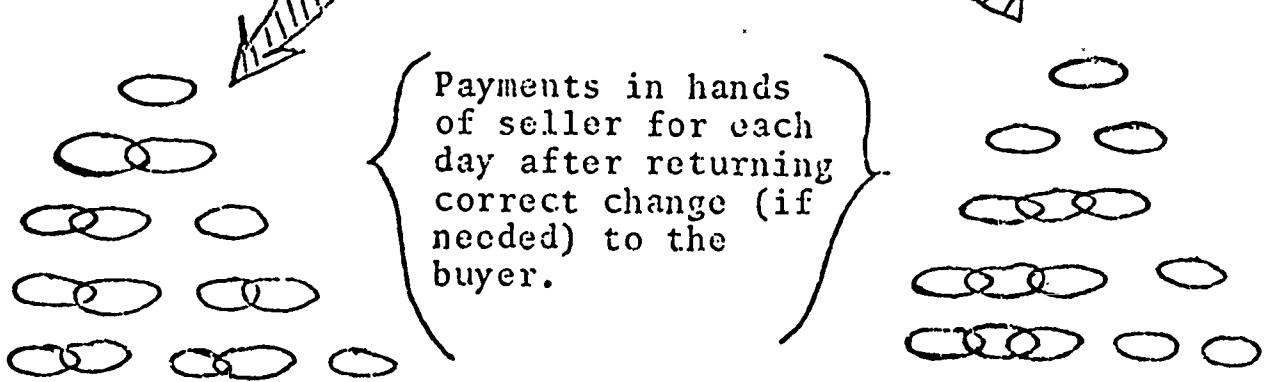 Payments in hands
of seller for each
day after returning
correct change (if
needed) to the
buyer.